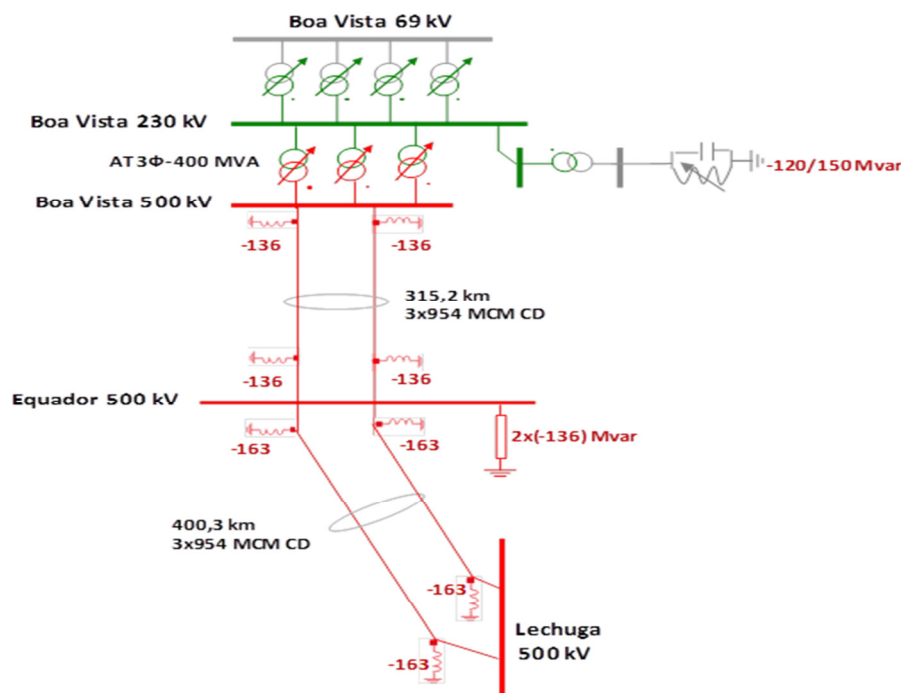 Boa Vista 69 kV
Boa Vista 230 kV
AT3Φ-400 MVA
-120/150 Mvar
Boa Vista 500 kV
-136
-136
315,2 km
3x954 MCM CD
-136
-136
Equador 500 kV
-163
-163
2x(-136) Mvar
400,3 km
3x954 MCM CD
-163
-163
Lechuga
500 kV